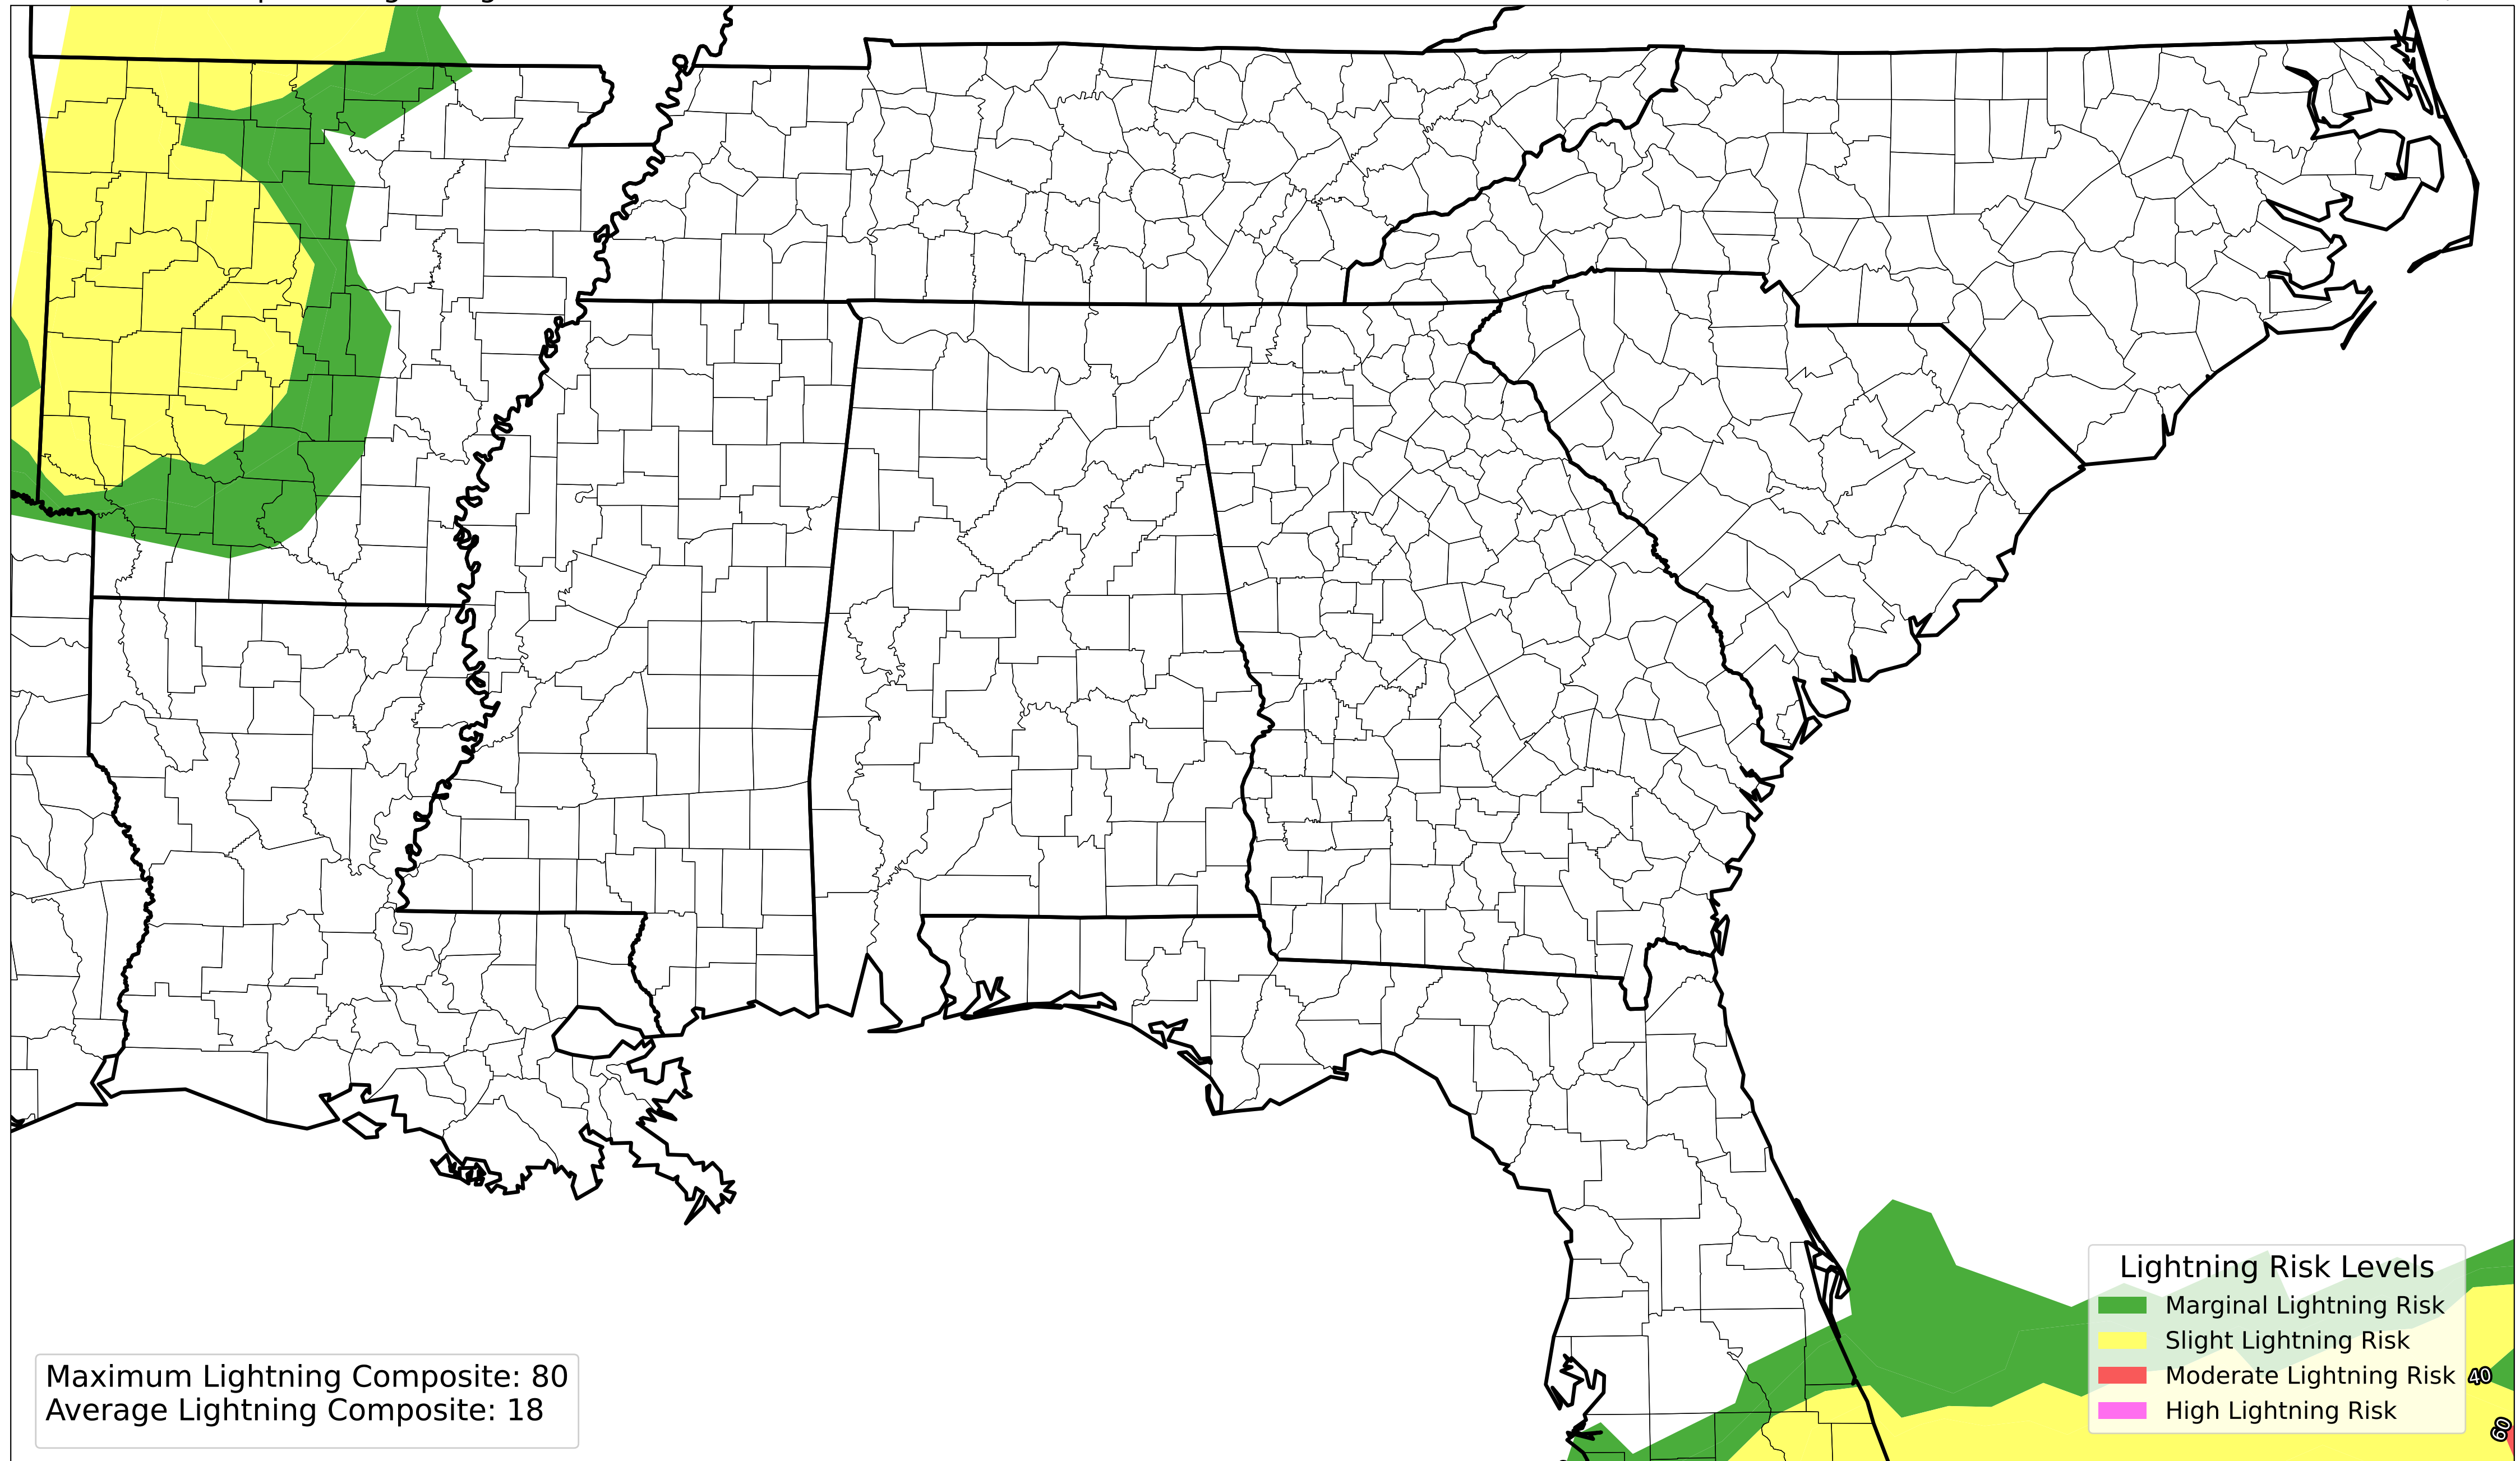 Lightning Risk Levels
Marginal Lightning Risk
Slight Lightning Risk
Moderate Lightning Risk
High Lightning Risk
40
60
Maximum Lightning Composite: 80
Average Lightning Composite: 18